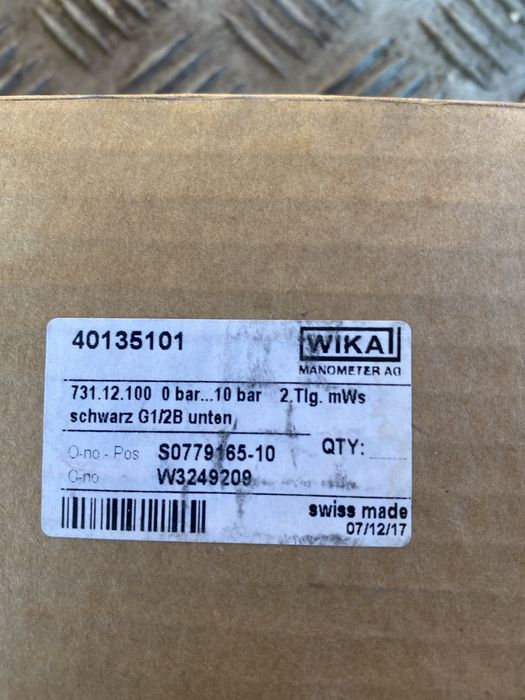 40135101
WIKA
MANOMETER AG
731.12.100 0 bar...10 bar 2.Tlg. mWs
schwarz G1/2B unten
O-no - Pos S0779165-10 QTY:
C-no W3249209
swiss made
07/12/17